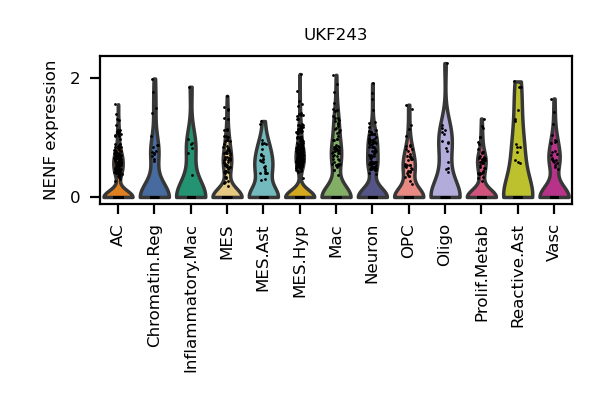 UKF243
NENF expression
2
0
AC
Chromatin.Reg
Inflammatory.Mac
MES
MES.Ast
MES.Hyp
Mac
Neuron
OPC
Oligo
Prolif.Metab
Reactive.Ast
Vasc